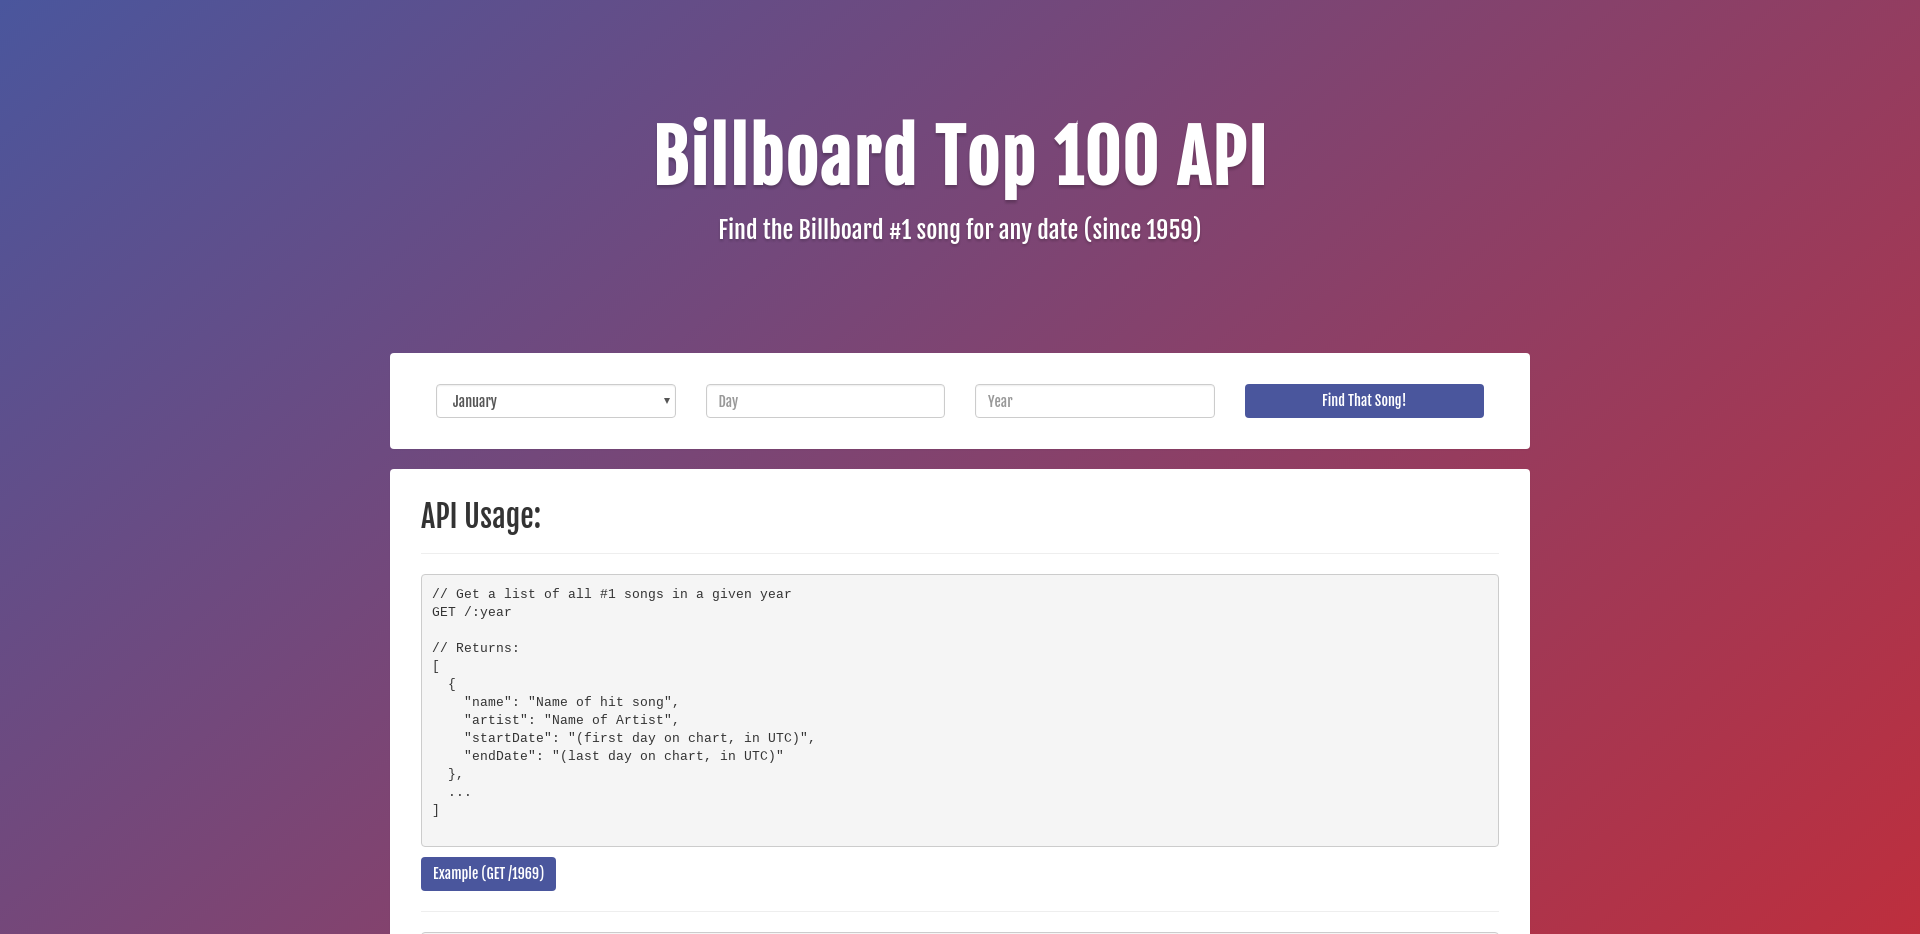 Billboard Top 100 API
Find the Billboard #1 song for any date (since 1959)
January
Day
Year
Find That Song!
API Usage:
// Get a list of all #1 songs in a given year
GET /:year
// Returns:
[
  {
    "name": "Name of hit song",
    "artist": "Name of Artist",
    "startDate": "(first day on chart, in UTC)",
    "endDate": "(last day on chart, in UTC)"
  },
  ...
]
Example (GET /1969)